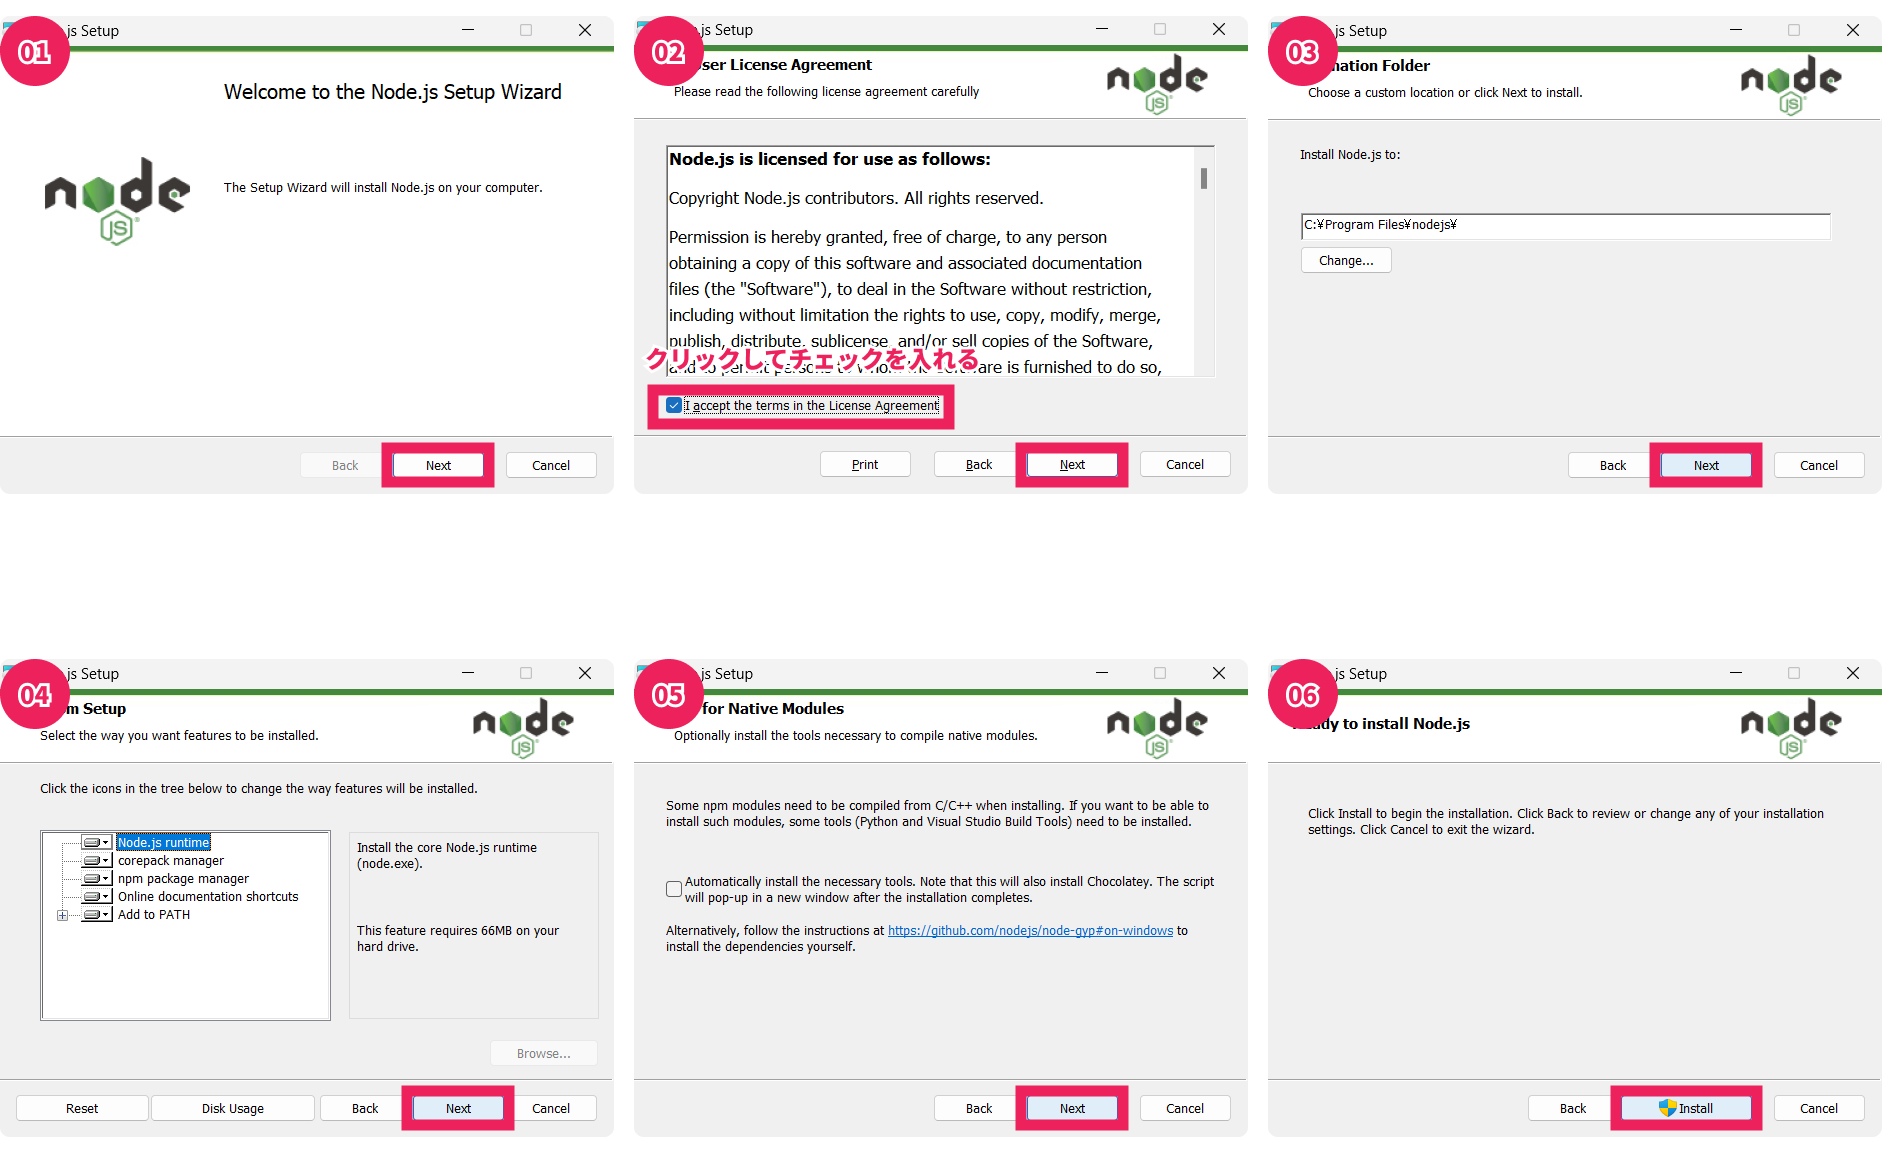 01
js Setup
Welcome to the Node.js Setup Wizard
node
JS
The Setup Wizard will install Node.js on your computer.
Back
Next
Cancel
02
js Setup
ser License Agreement
Please read the following license agreement carefully
node
JS
Node.js is licensed for use as follows:
Copyright Node.js contributors. All rights reserved.
Permission is hereby granted, free of charge, to any person
obtaining a copy of this software and associated documentation
files (the "Software"), to deal in the Software without restriction,
including without limitation the rights to use, copy, modify, merge,
publish, distribute, sublicense, and/or sell copies of the Software,
is furnished to do so,
クリックしてチェックを入れる
I accept the terms in the License Agreement
Print
Back
Next
Cancel
03
js Setup
nation Folder
Choose a custom location or click Next to install.
node
JS
Install Node.js to:
C:¥Program Files¥nodejs¥
Change...
Back
Next
Cancel
04
js Setup
m Setup
Select the way you want features to be installed.
node
JS
Click the icons in the tree below to change the way features will be installed.
Node.js runtime
corepack manager
npm package manager
Online documentation shortcuts
Add to PATH
Install the core Node.js runtime
(node.exe).
This feature requires 66MB on your
hard drive.
Browse...
Reset
Disk Usage
Back
Next
Cancel
05
js Setup
for Native Modules
Optionally install the tools necessary to compile native modules.
node
JS
Some npm modules need to be compiled from C/C++ when installing. If you want to be able to
install such modules, some tools (Python and Visual Studio Build Tools) need to be installed.
Automatically install the necessary tools. Note that this will also install Chocolatey. The script
will pop-up in a new window after the installation completes.
Alternatively, follow the instructions at https://github.com/nodejs/node-gyp#on-windows to
install the dependencies yourself.
Back
Next
Cancel
06
js Setup
dy to install Node.js
node
JS
Click Install to begin the installation. Click Back to review or change any of your installation
settings. Click Cancel to exit the wizard.
Back
Install
Cancel